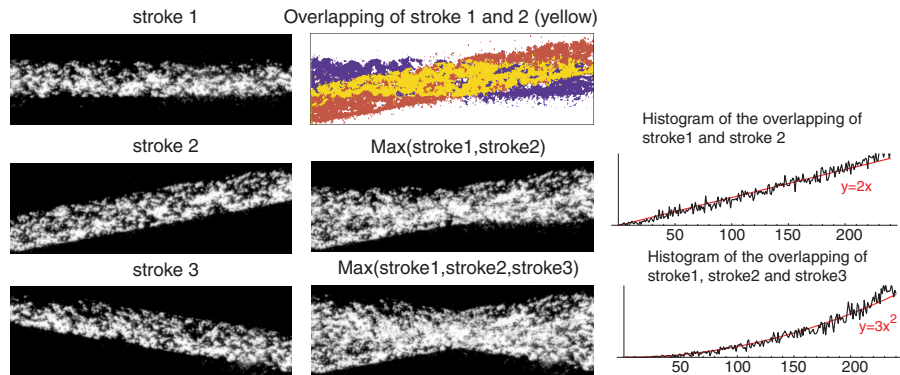 stroke 1
Overlapping of stroke 1 and 2 (yellow)
stroke 2
Max(stroke1,stroke2)
Histogram of the overlapping of
stroke1 and stroke 2
y=2x
50 100 150 200
stroke 3
Max(stroke1,stroke2,stroke3)
Histogram of the overlapping of
stroke1, stroke2 and stroke3
y=3x²
50 100 150 200